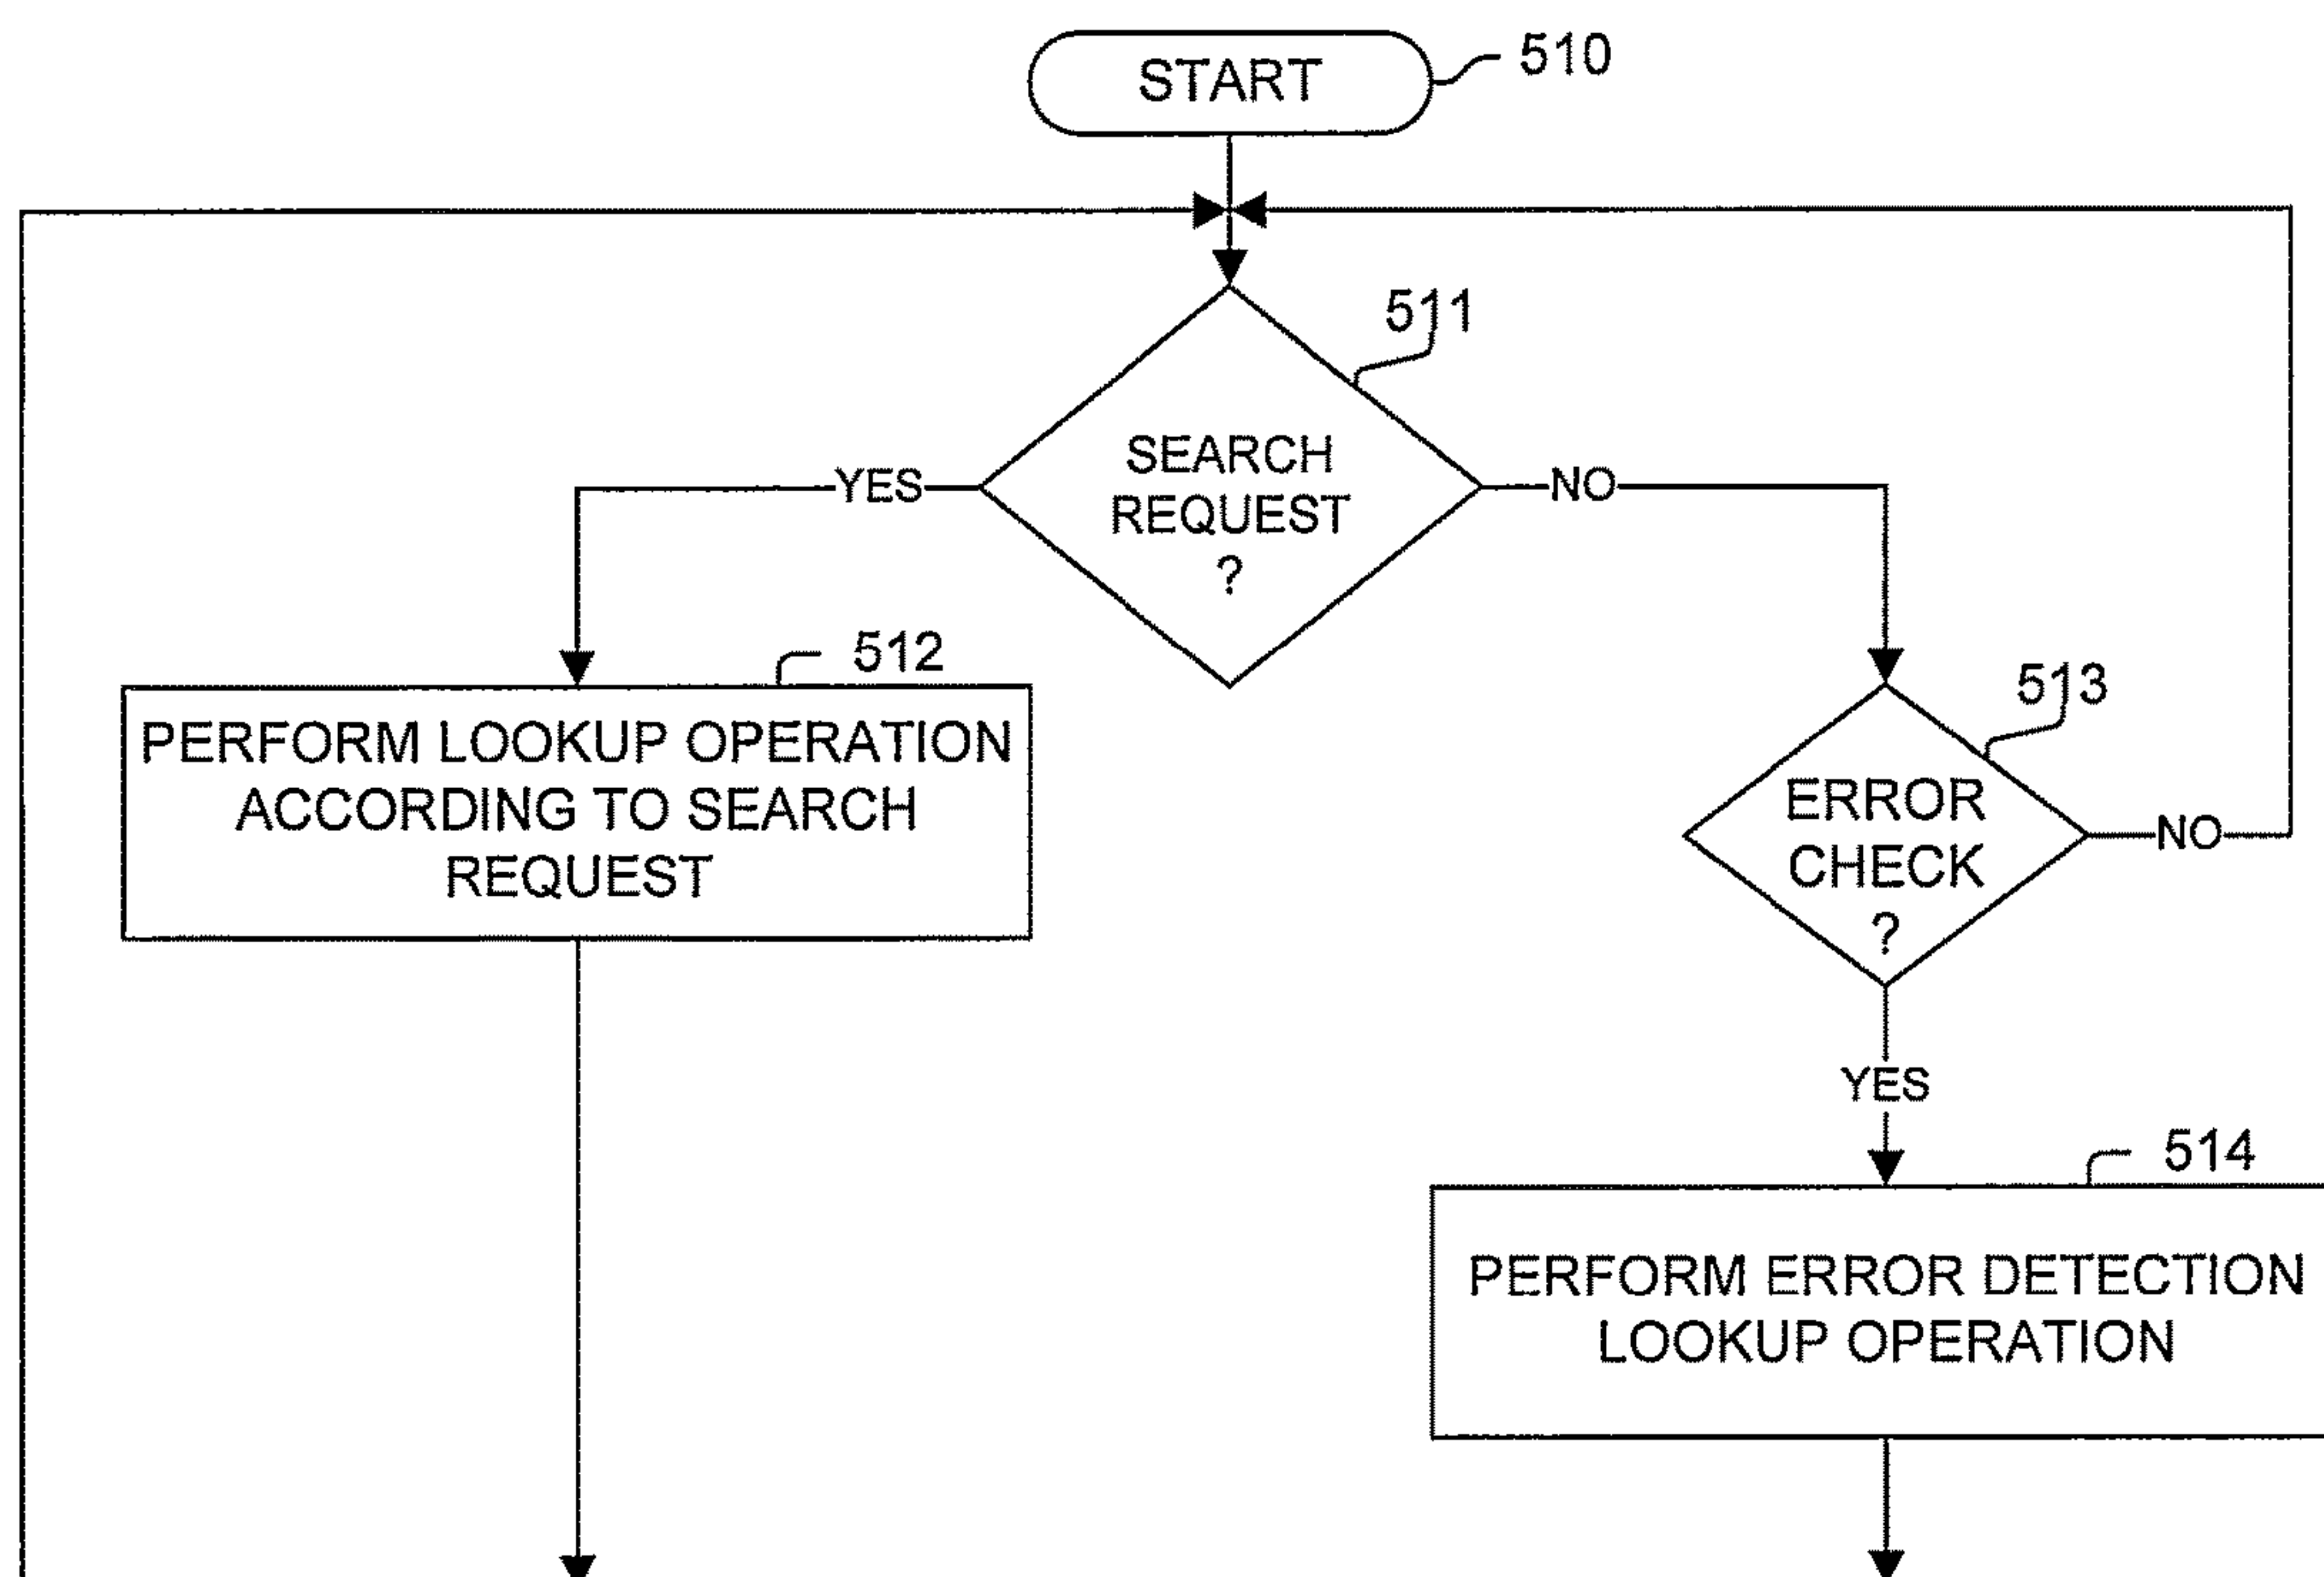 START
510
511
SEARCH
REQUEST
?
YES
NO
512
PERFORM LOOKUP OPERATION
ACCORDING TO SEARCH
REQUEST
513
ERROR
CHECK
?
NO
YES
514
PERFORM ERROR DETECTION
LOOKUP OPERATION